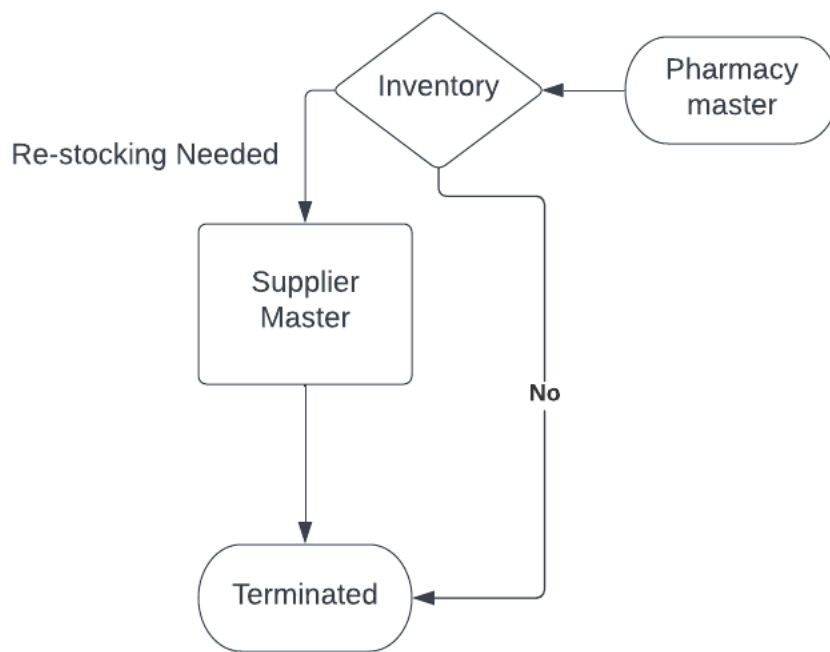 Pharmacy
master
Inventory
Re-stocking Needed
Supplier
Master
No
Terminated